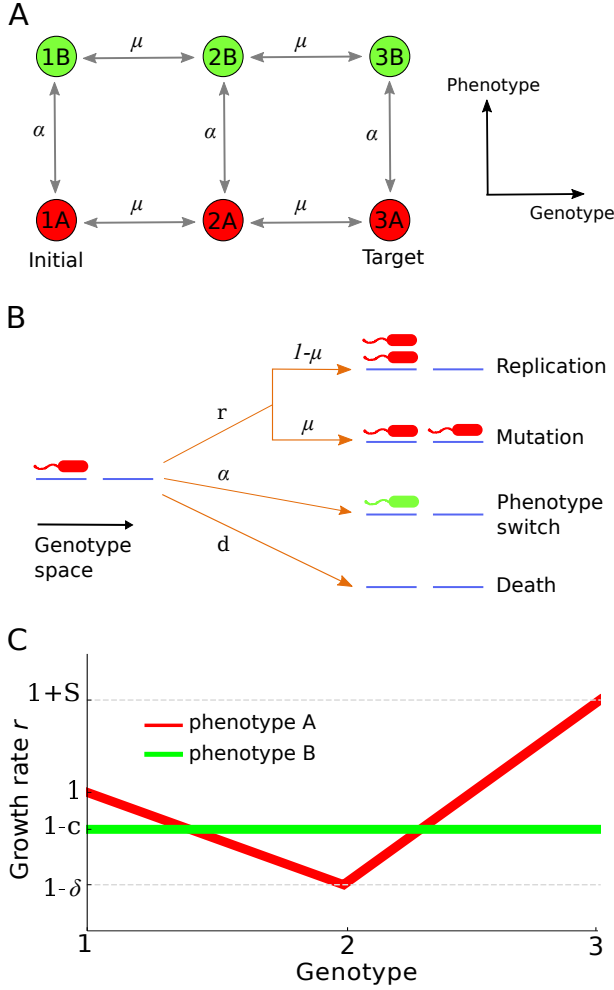 A
1B
μ
2B
μ
3B
α
α
α
Phenotype
Genotype
1A
μ
2A
μ
3A
Initial
Target
B
1-μ
Replication
r
μ
Mutation
α
Phenotype
switch
Genotype
space
d
Death
C
1+S
phenotype A
phenotype B
1
1-c
1-δ
Growth rate r
1
2
3
Genotype